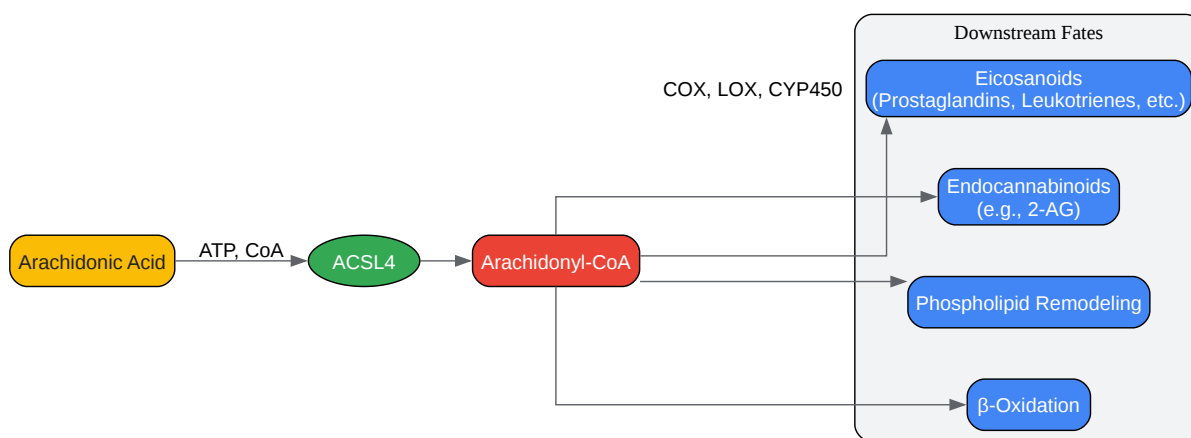 Downstream Fates
COX, LOX, CYP450
Eicosanoids
(Prostaglandins, Leukotrienes, etc.)
Endocannabinoids
(e.g., 2-AG)
Arachidonic Acid
ATP, CoA
ACSL4
Arachidonyl-CoA
Phospholipid Remodeling
β-Oxidation